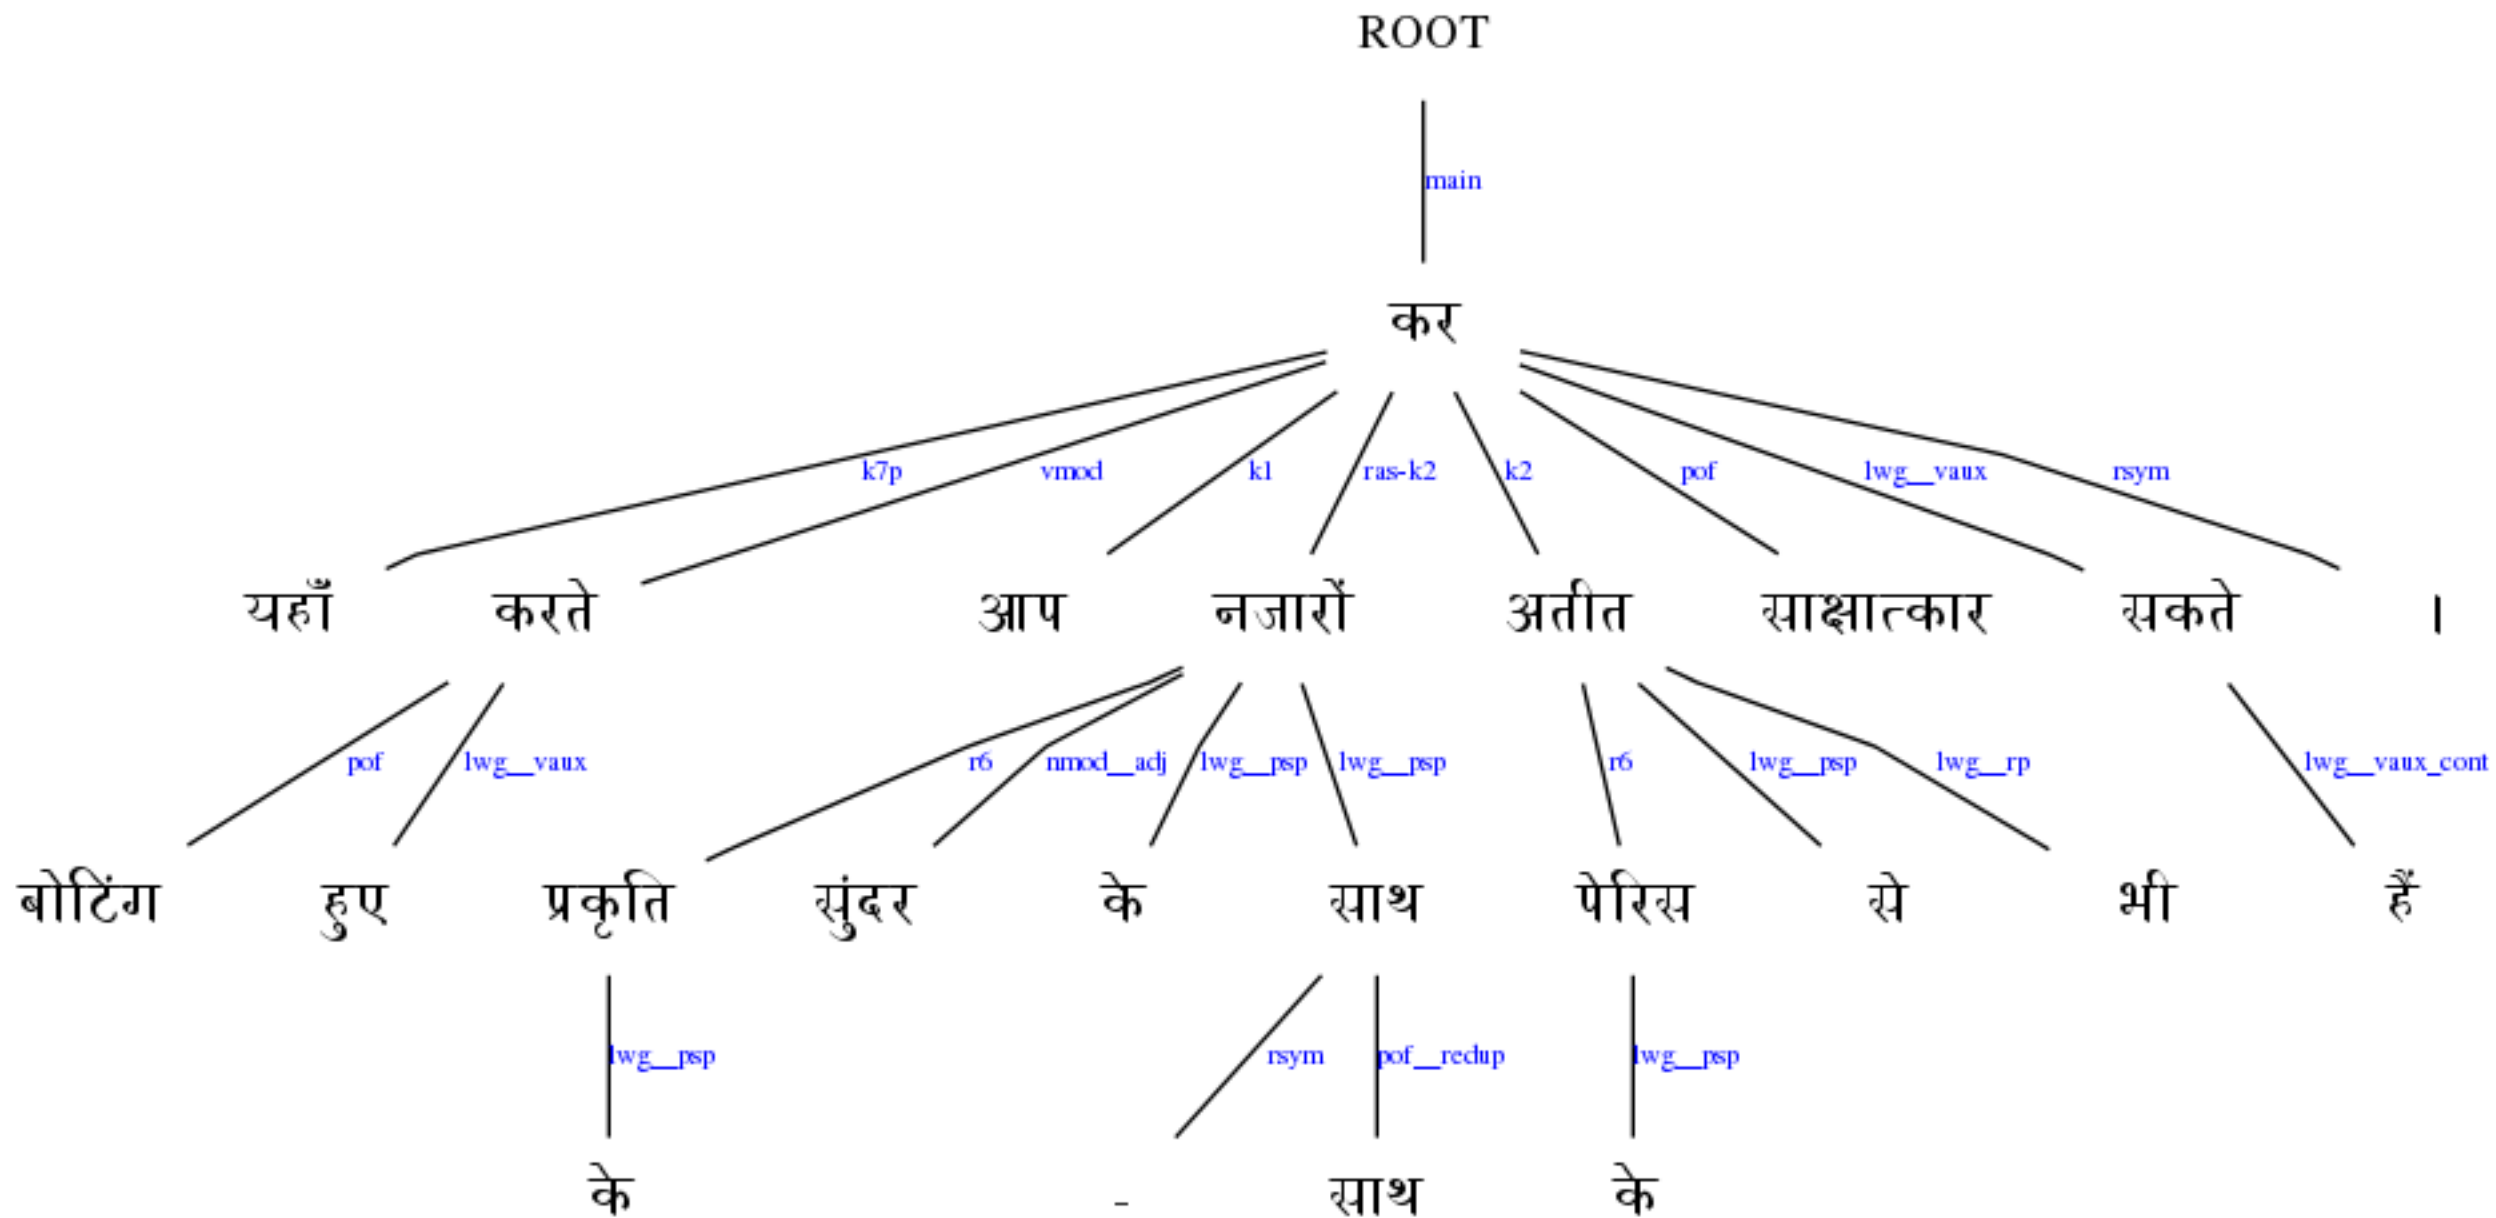 ROOT
main
कर
k7p vmod k1 ras-k2 k2 pof lwg__vaux rsym
यहाँ करते आप नजारों अतीत साक्षात्कार सकते ।
pof lwg__vaux r6 nmod__adj lwg__psp lwg__psp r6 lwg__psp lwg__rp lwg__vaux_cont
बोटिंग हुए प्रकृति सुंदर के साथ पेरिस से भी हैं
lwg__psp rsym pof__redup lwg__psp
के - साथ के